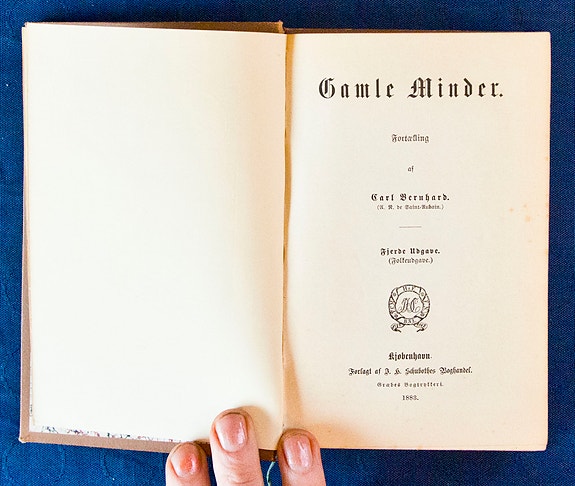 Gamle Minder.
Fortælling
af
Carl Bernhard.
(A. N. de Saint-Aubain.)
Fjerde Udgave.
(Folkeudgave.)
Kjøbenhavn.
Forlagt af J. H. Schubothes Boghandel.
Græbes Bogtrykkeri.
1883.